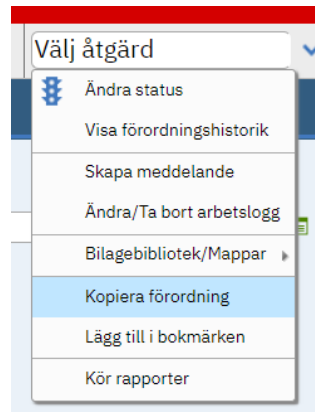 Välj åtgärd
Ändra status
Visa förordningshistorik
Skapa meddelande
Ändra/Ta bort arbetslogg
Bilagebibliotek/Mappar
Kopiera förordning
Lägg till i bokmärken
Kör rapporter